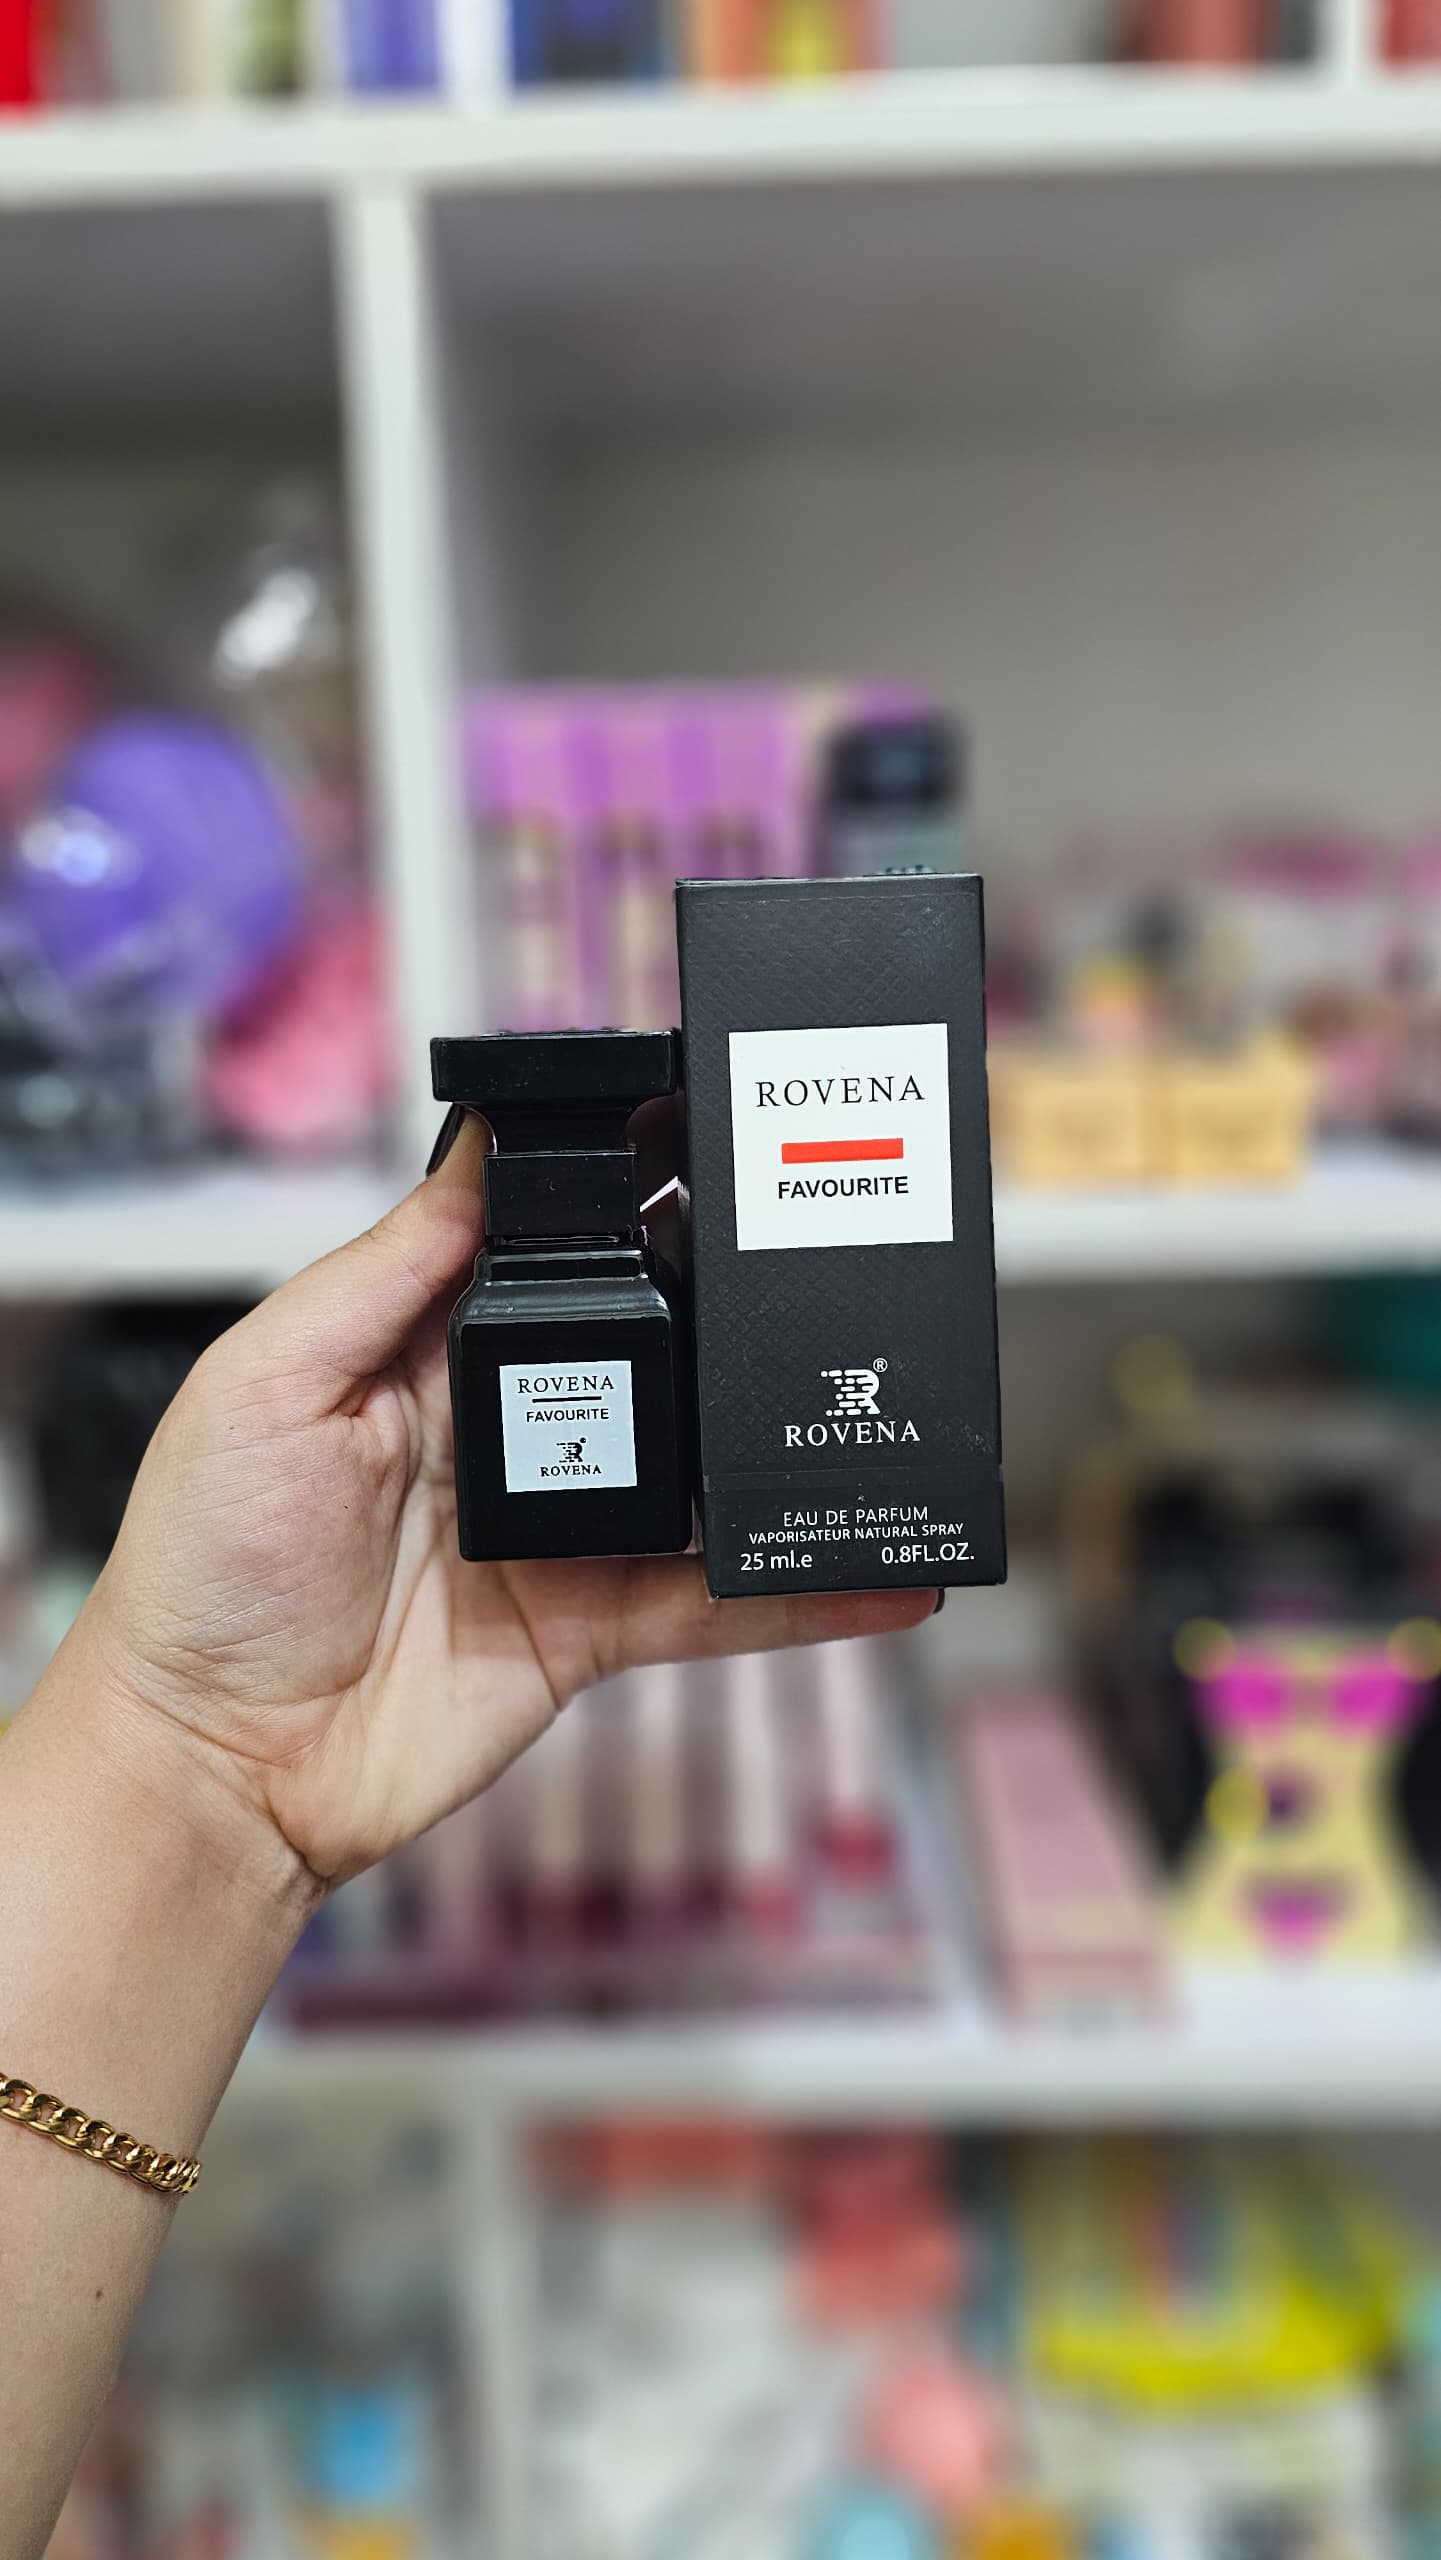 ROVENA
FAVOURITE
R®
ROVENA
EAU DE PARFUM
VAPORISATEUR NATURAL SPRAY
25 ml.e 0.8FL.OZ.
ROVENA
FAVOURITE
R®
ROVENA